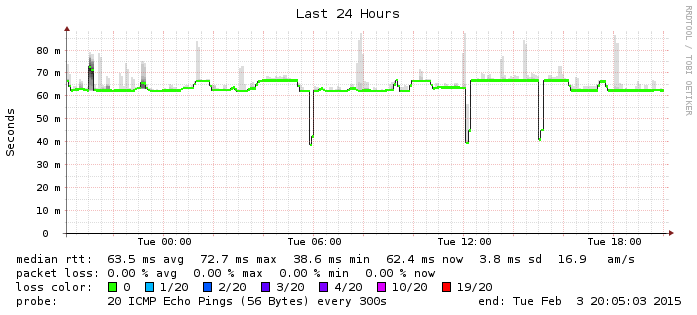 Last 24 Hours
RRDTOOL / TOBI OETIKER
Seconds
80 m
70 m
60 m
50 m
40 m
30 m
20 m
10 m
0
Tue 00:00 Tue 06:00 Tue 12:00 Tue 18:00
median rtt: 63.5 ms avg 72.7 ms max 38.6 ms min 62.4 ms now 3.8 ms sd 16.9 am/s
packet loss: 0.00 % avg 0.00 % max 0.00 % min 0.00 % now
loss color: 0 1/20 2/20 3/20 4/20 10/20 19/20
probe: 20 ICMP Echo Pings (56 Bytes) every 300s end: Tue Feb 3 20:05:03 2015